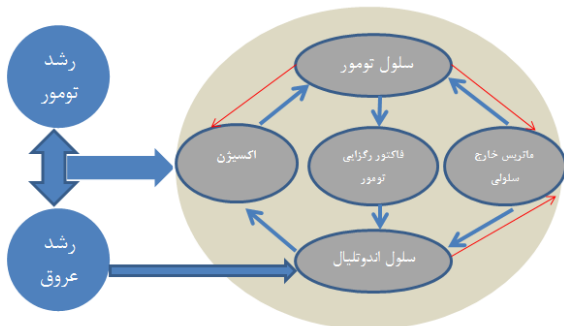 رشد
تومور
سلول تومور
اکسیژن
فاکتور رگزایی
تومور
ماتریس خارج
سلولی
رشد
عروق
سلول اندوتلیال